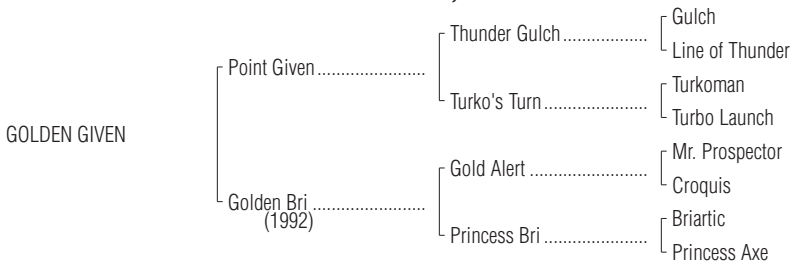 Gulch
Thunder Gulch
Line of Thunder
Point Given
Turkoman
Turko's Turn
Turbo Launch
GOLDEN GIVEN
Mr. Prospector
Gold Alert
Croquis
Golden Bri
(1992)
Briartic
Princess Bri
Princess Axe